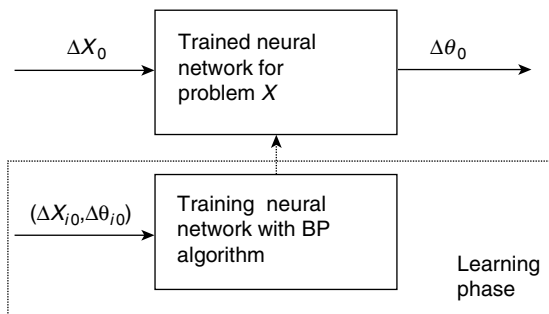 ΔX₀
Trained neural
network for
problem X
Δθ₀
(ΔXᵢ₀,Δθᵢ₀)
Training neural
network with BP
algorithm
Learning
phase